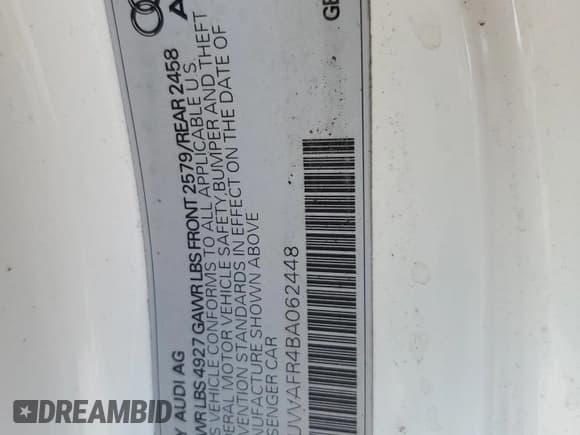 A
GE
Y AUDI AG
WR LBS 4927 GAWR LBS FRONT 2579/REAR 2458
S VEHICLE CONFORMS TO ALL APPLICABLE U.S.
ERAL MOTOR VEHICLE SAFETY, BUMPER AND THEFT
VENTION STANDARDS IN EFFECT ON THE DATE OF
NUFACTURE SHOWN ABOVE
SENGER CAR
UVVAFR4BA062448
DREAMBID